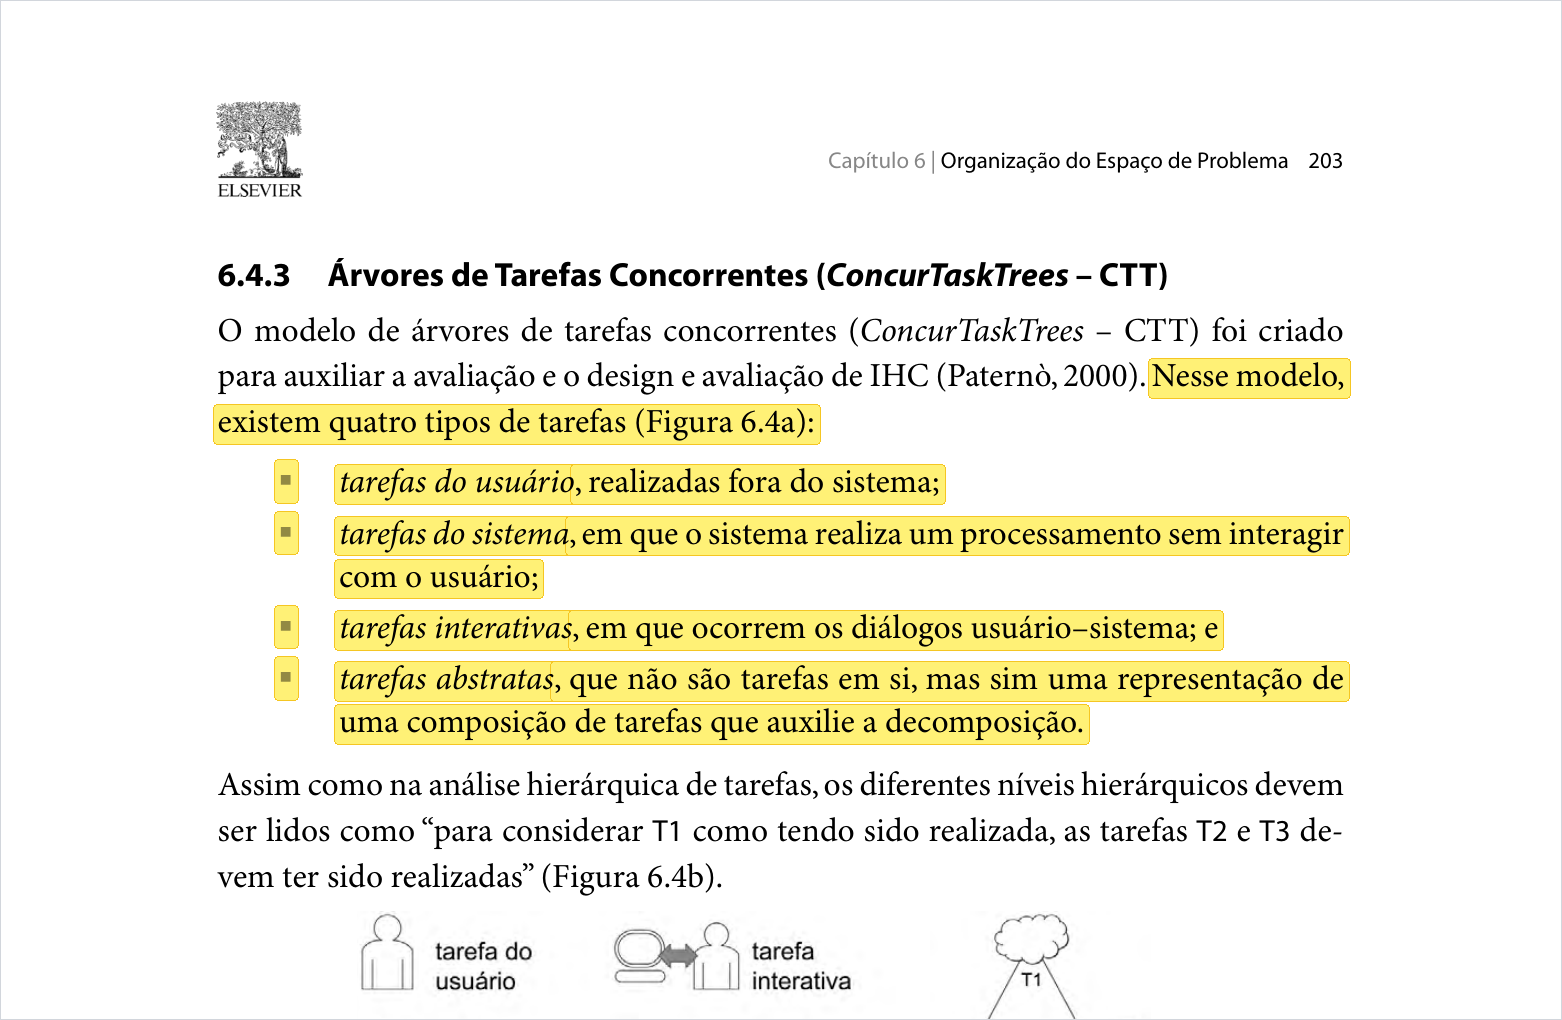 ELSEVIER
Capítulo 6 | Organização do Espaço de Problema 203
6.4.3 Árvores de Tarefas Concorrentes (ConcurTaskTrees – CTT)
O modelo de árvores de tarefas concorrentes (ConcurTaskTrees – CTT) foi criado
para auxiliar a avaliação e o design e avaliação de IHC (Paternò, 2000). Nesse modelo,
existem quatro tipos de tarefas (Figura 6.4a):
■ tarefas do usuário, realizadas fora do sistema;
■ tarefas do sistema, em que o sistema realiza um processamento sem interagir
com o usuário;
■ tarefas interativas, em que ocorrem os diálogos usuário–sistema; e
■ tarefas abstratas, que não são tarefas em si, mas sim uma representação de
uma composição de tarefas que auxilie a decomposição.
Assim como na análise hierárquica de tarefas, os diferentes níveis hierárquicos devem
ser lidos como “para considerar T1 como tendo sido realizada, as tarefas T2 e T3 de-
vem ter sido realizadas” (Figura 6.4b).
tarefa do
usuário
tarefa
interativa
T1